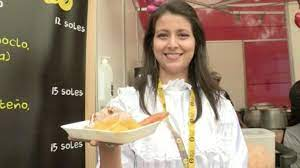 12 SOLES
oclo,
a)
15 SOLES
teño,
15 SOLES